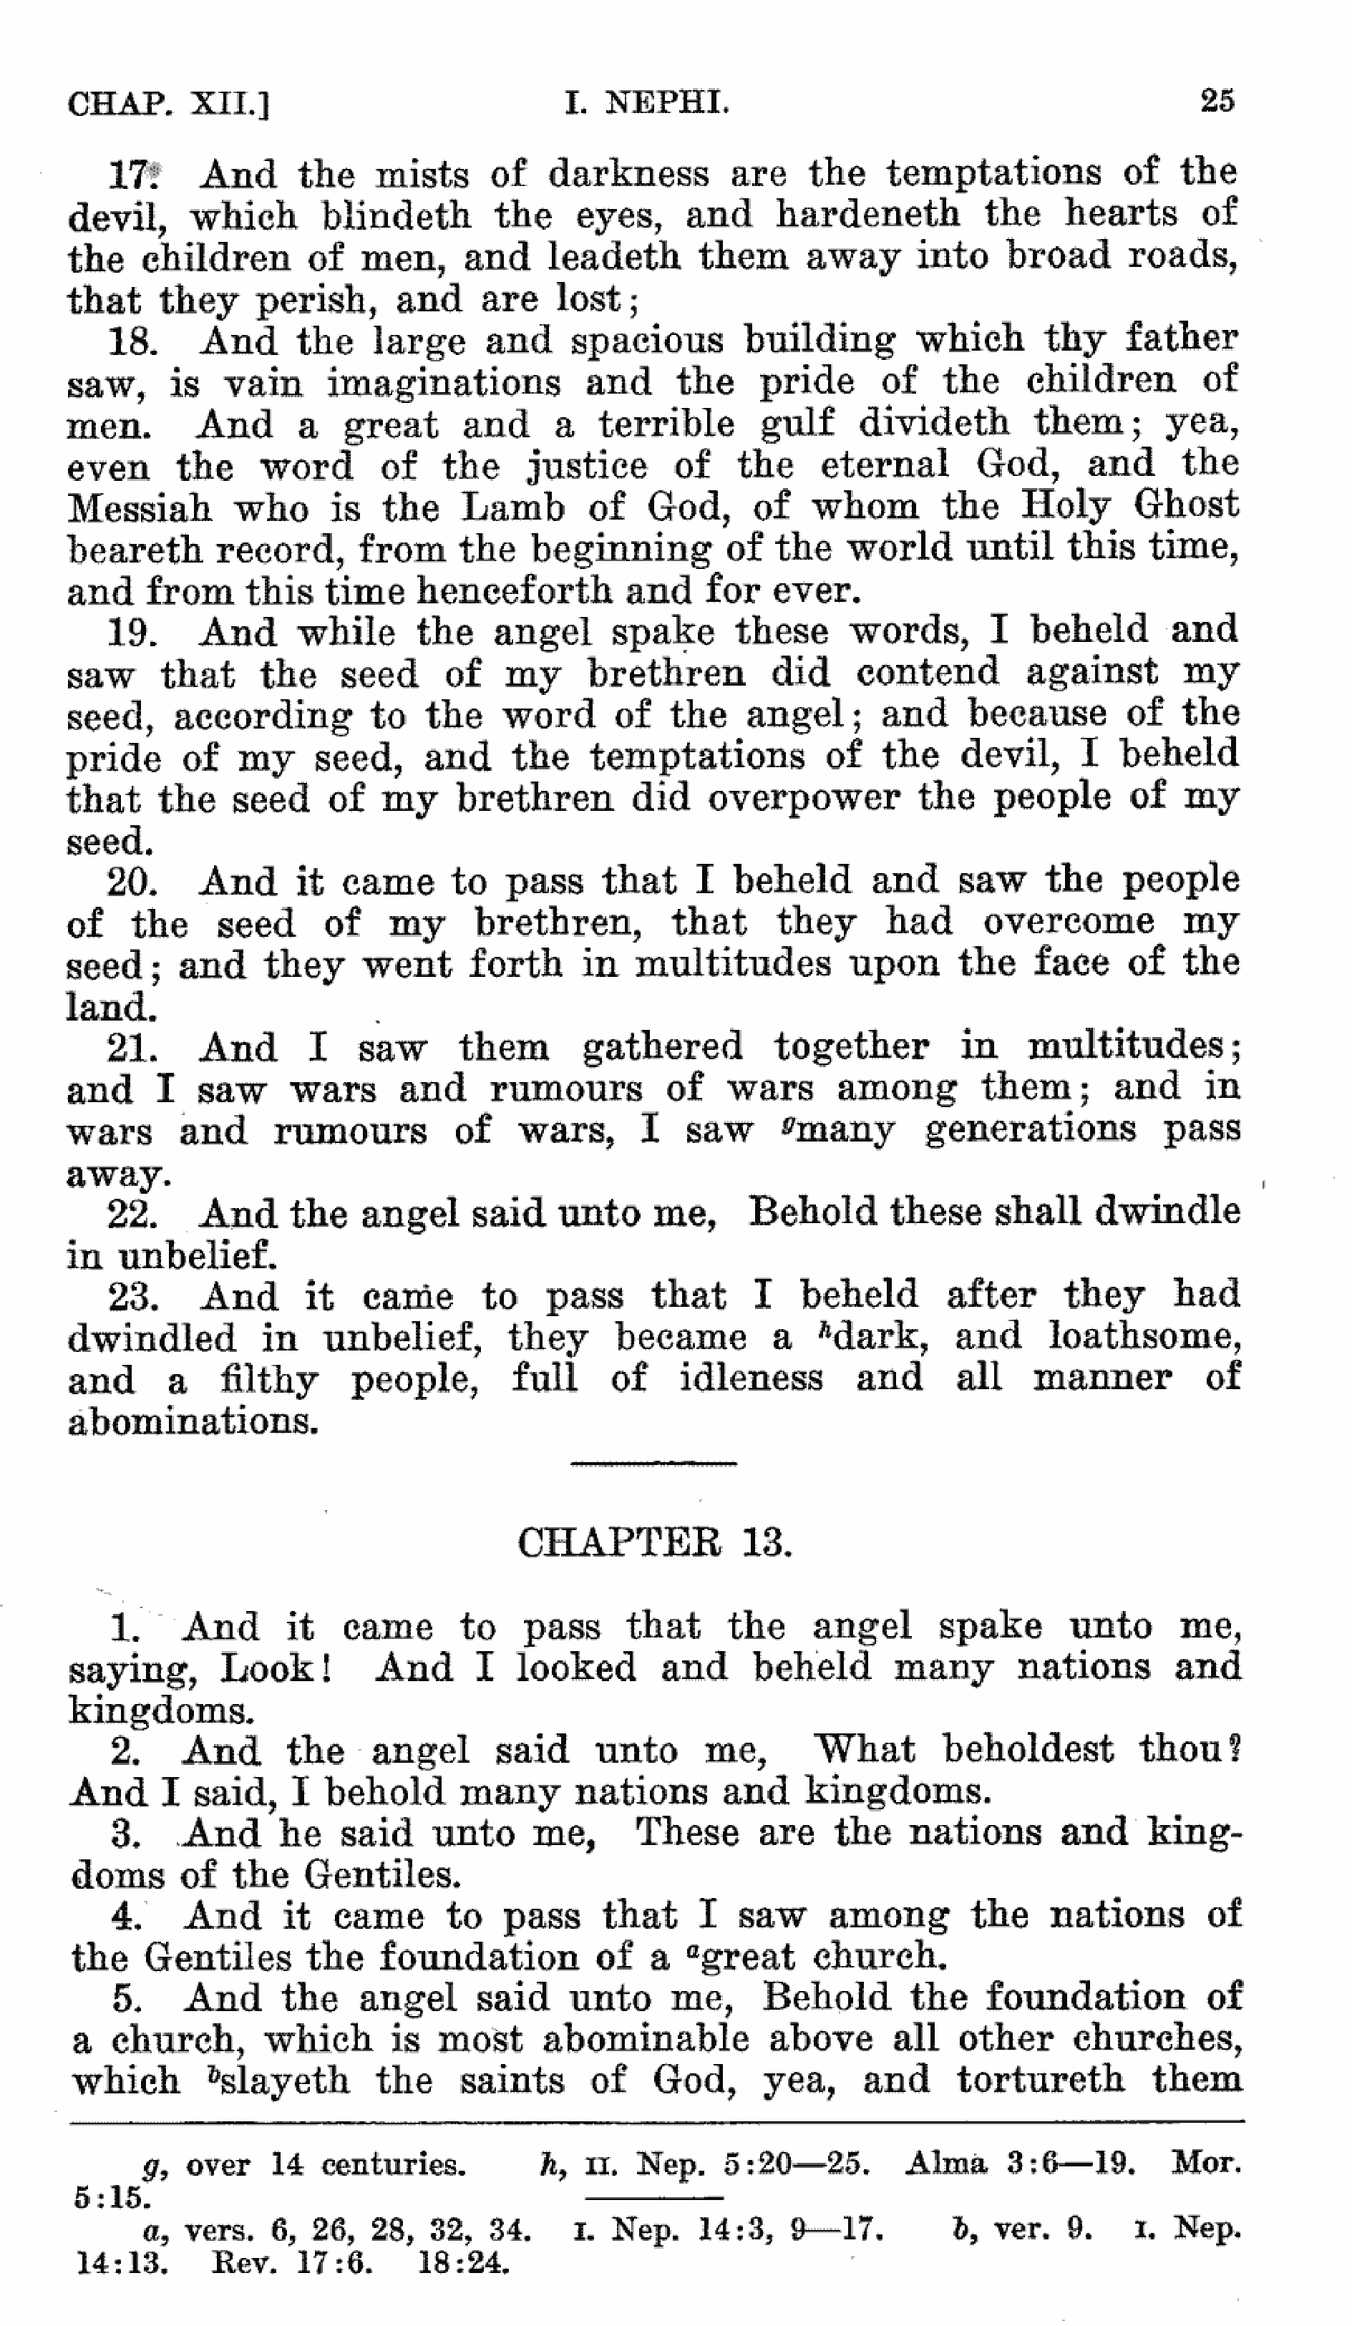 CHAP. XII.] I. NEPHI. 25
17. And the mists of darkness are the temptations of the
devil, which blindeth the eyes, and hardeneth the hearts of
the children of men, and leadeth them away into broad roads,
that they perish, and are lost;
18. And the large and spacious building which thy father
saw, is vain imaginations and the pride of the children of
men. And a great and a terrible gulf divideth them; yea,
even the word of the justice of the eternal God, and the
Messiah who is the Lamb of God, of whom the Holy Ghost
beareth record, from the beginning of the world until this time,
and from this time henceforth and for ever.
19. And while the angel spake these words, I beheld and
saw that the seed of my brethren did contend against my
seed, according to the word of the angel; and because of the
pride of my seed, and the temptations of the devil, I beheld
that the seed of my brethren did overpower the people of my
seed.
20. And it came to pass that I beheld and saw the people
of the seed of my brethren, that they had overcome my
seed; and they went forth in multitudes upon the face of the
land.
21. And I saw them gathered together in multitudes;
and I saw wars and rumours of wars among them; and in
wars and rumours of wars, I saw ᵍmany generations pass
away.
22. And the angel said unto me, Behold these shall dwindle
in unbelief.
23. And it came to pass that I beheld after they had
dwindled in unbelief, they became a ʰdark, and loathsome,
and a filthy people, full of idleness and all manner of
abominations.
CHAPTER 13.
1. And it came to pass that the angel spake unto me,
saying, Look! And I looked and beheld many nations and
kingdoms.
2. And the angel said unto me, What beholdest thou?
And I said, I behold many nations and kingdoms.
3. And he said unto me, These are the nations and king-
doms of the Gentiles.
4. And it came to pass that I saw among the nations of
the Gentiles the foundation of a ᵃgreat church.
5. And the angel said unto me, Behold the foundation of
a church, which is most abominable above all other churches,
which ᵇslayeth the saints of God, yea, and tortureth them
g, over 14 centuries. h, II. Nep. 5:20—25. Alma 3:6—19. Mor.
5:15.
a, vers. 6, 26, 28, 32, 34. I. Nep. 14:3, 9—17. b, ver. 9. I. Nep.
14:13. Rev. 17:6. 18:24.